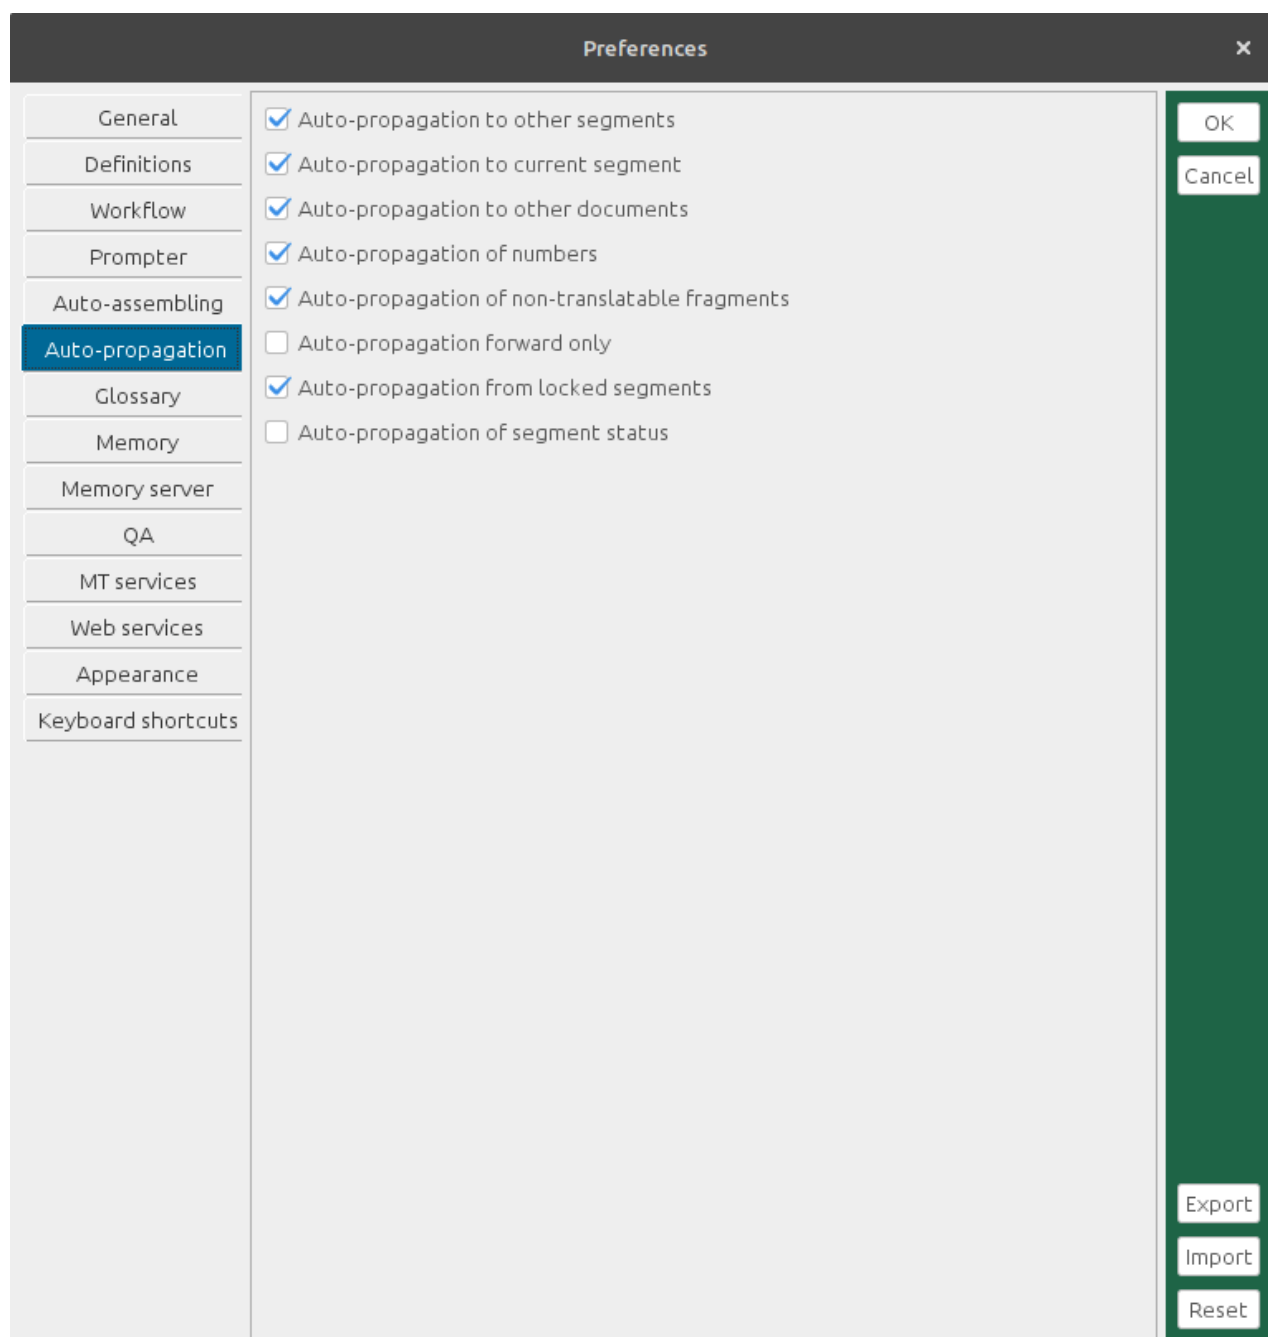 Preferences
General
Definitions
Workflow
Prompter
Auto-assembling
Auto-propagation
Glossary
Memory
Memory server
QA
MT services
Web services
Appearance
Keyboard shortcuts
Auto-propagation to other segments
Auto-propagation to current segment
Auto-propagation to other documents
Auto-propagation of numbers
Auto-propagation of non-translatable fragments
Auto-propagation forward only
Auto-propagation from locked segments
Auto-propagation of segment status
OK
Cancel
Export
Import
Reset